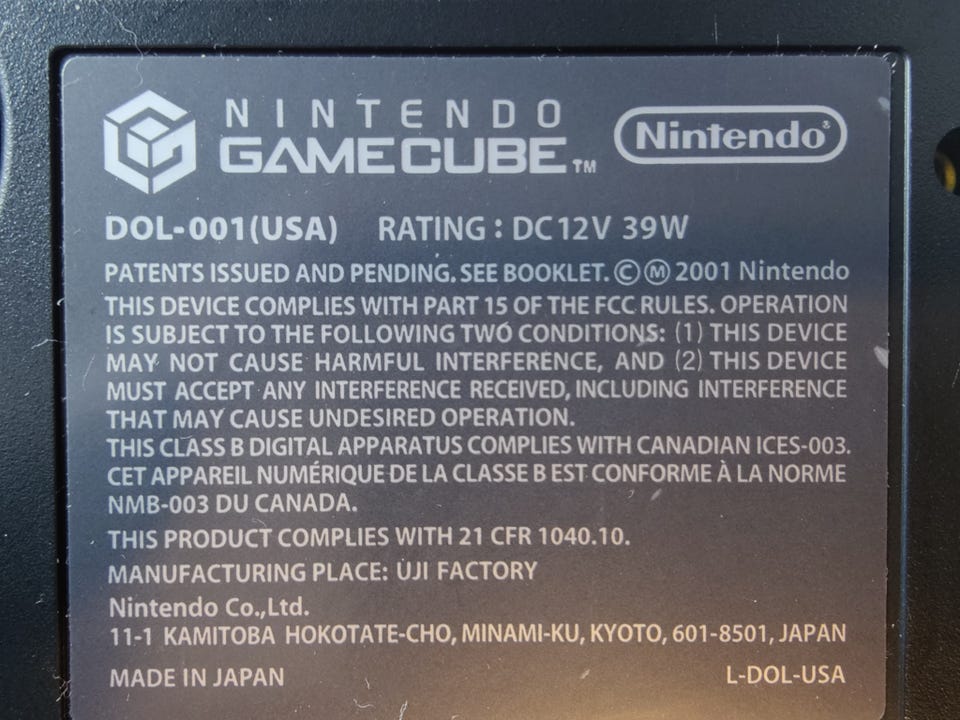 NINTENDO
GAMECUBE™ Nintendo®
DOL-001(USA) RATING : DC12V 39W
PATENTS ISSUED AND PENDING. SEE BOOKLET. ©Ⓜ 2001 Nintendo
THIS DEVICE COMPLIES WITH PART 15 OF THE FCC RULES. OPERATION
IS SUBJECT TO THE FOLLOWING TWO CONDITIONS: (1) THIS DEVICE
MAY NOT CAUSE HARMFUL INTERFERENCE, AND (2) THIS DEVICE
MUST ACCEPT ANY INTERFERENCE RECEIVED, INCLUDING INTERFERENCE
THAT MAY CAUSE UNDESIRED OPERATION.
THIS CLASS B DIGITAL APPARATUS COMPLIES WITH CANADIAN ICES-003.
CET APPAREIL NUMÉRIQUE DE LA CLASSE B EST CONFORME À LA NORME
NMB-003 DU CANADA.
THIS PRODUCT COMPLIES WITH 21 CFR 1040.10.
MANUFACTURING PLACE: UJI FACTORY
Nintendo Co.,Ltd.
11-1 KAMITOBA HOKOTATE-CHO, MINAMI-KU, KYOTO, 601-8501, JAPAN
MADE IN JAPAN L-DOL-USA